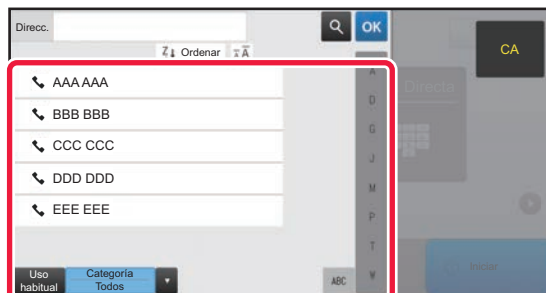 Direcc.
OK
CA
Ordenar
AAA AAA
BBB BBB
CCC CCC
DDD DDD
EEE EEE
A
D
G
J
M
P
T
W
Directa
Iniciar
Uso habitual
Categoría Todos
ABC